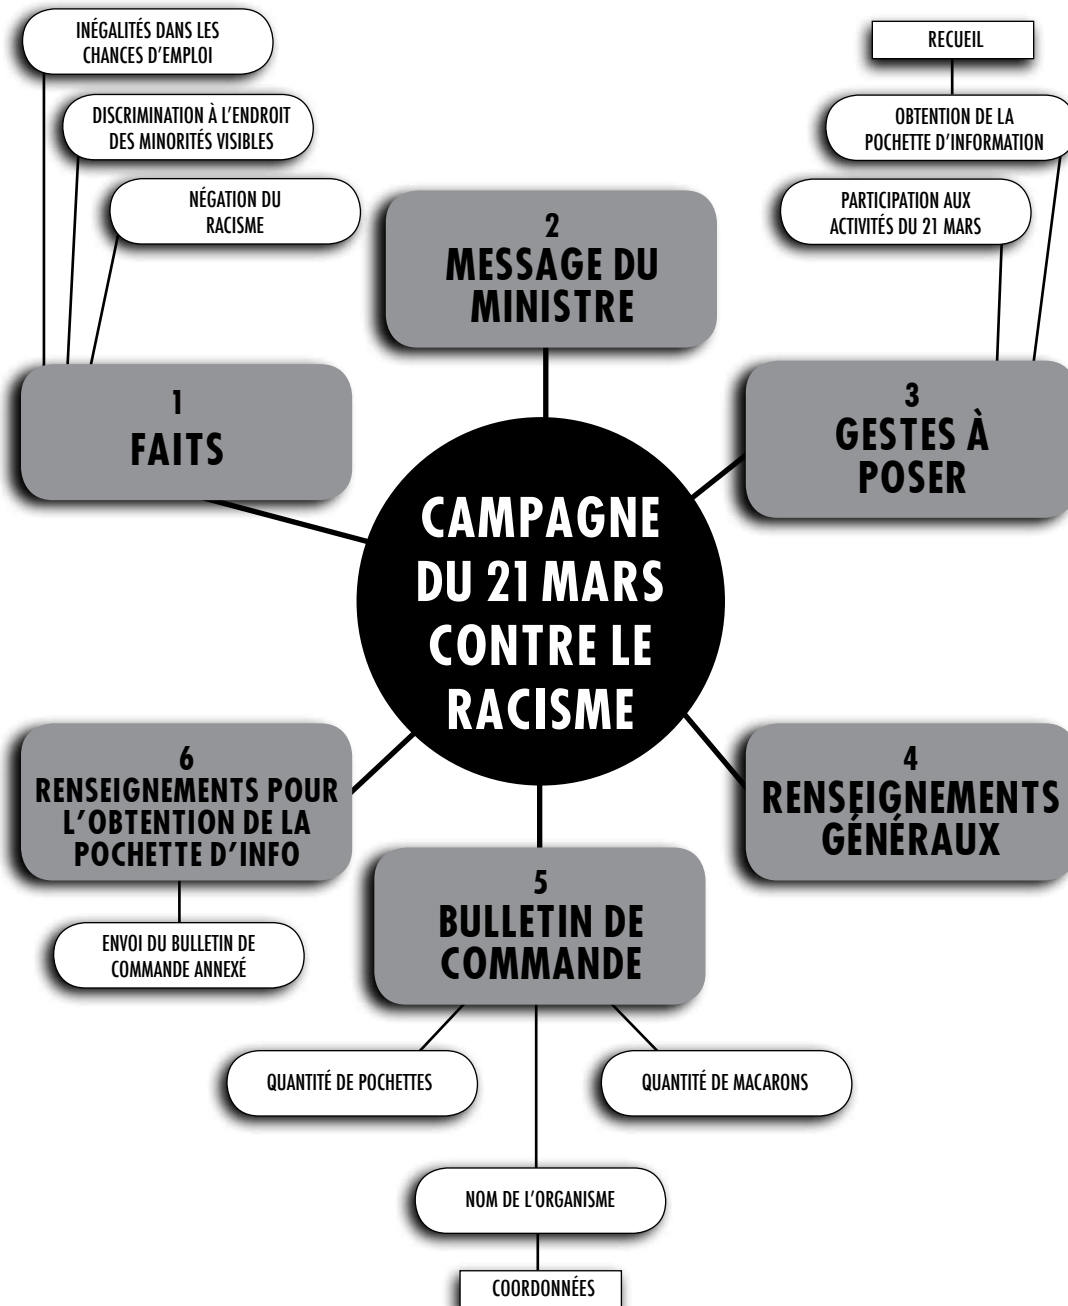 INÉGALITÉS DANS LES
CHANCES D'EMPLOI
DISCRIMINATION À L'ENDROIT
DES MINORITÉS VISIBLES
NÉGATION DU
RACISME
1
FAITS
2
MESSAGE DU
MINISTRE
RECUEIL
OBTENTION DE LA
POCHETTE D'INFORMATION
PARTICIPATION AUX
ACTIVITÉS DU 21 MARS
3
GESTES À
POSER
CAMPAGNE
DU 21 MARS
CONTRE LE
RACISME
4
RENSEIGNEMENTS
GÉNÉRAUX
6
RENSEIGNEMENTS POUR
L'OBTENTION DE LA
POCHETTE D'INFO
ENVOI DU BULLETIN DE
COMMANDE ANNEXÉ
5
BULLETIN DE
COMMANDE
QUANTITÉ DE POCHETTES
QUANTITÉ DE MACARONS
NOM DE L'ORGANISME
COORDONNÉES